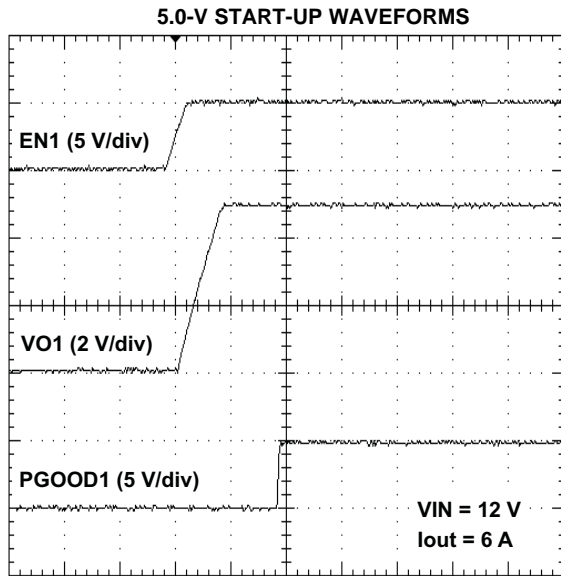 5.0-V START-UP WAVEFORMS
EN1 (5 V/div)
VO1 (2 V/div)
PGOOD1 (5 V/div)
VIN = 12 V
Iout = 6 A